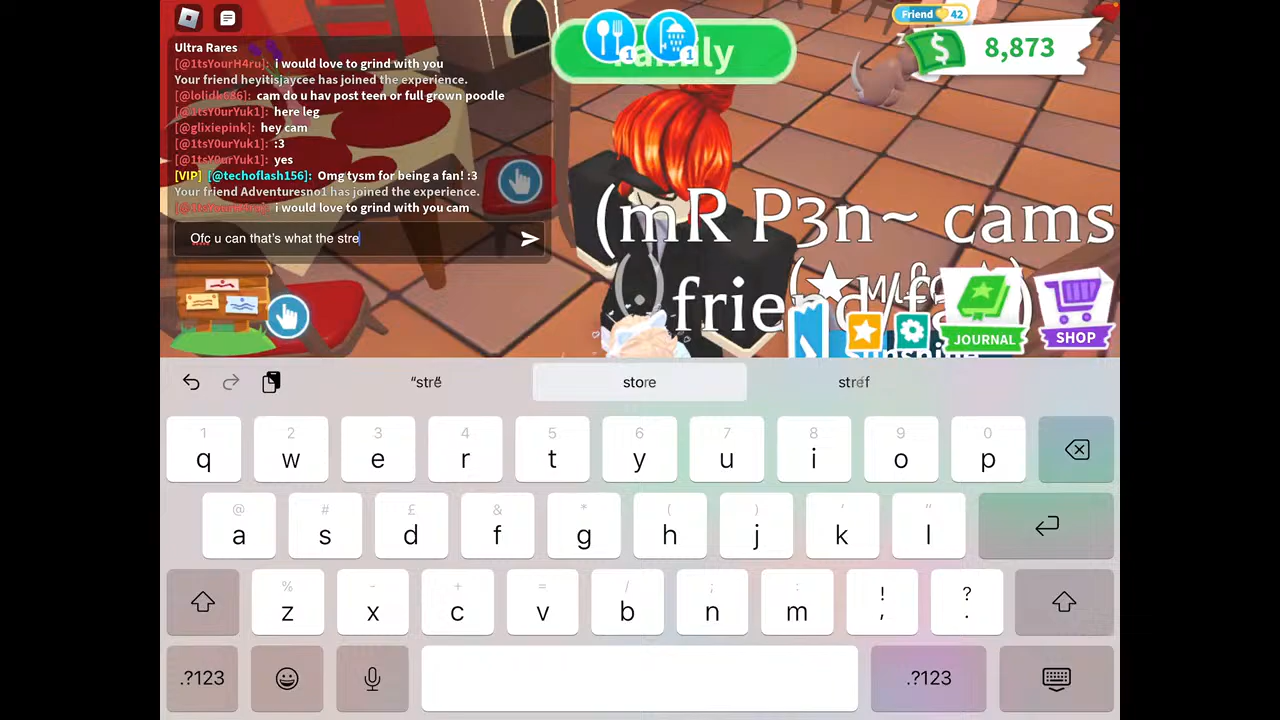 Ultra Rares
[@1tsYourH4ru]: i would love to grind with you
Your friend heyitisjaycee has joined the experience.
[@lolidk686]: cam do u hav post teen or full grown poodle
[@1tsY0urYuk1]: here leg
[@glixiepink]: hey cam
[@1tsY0urYuk1]: :3
[@1tsY0urYuk1]: yes
[VIP] [@techoflash156]: Omg tysm for being a fan! :3
Your friend Adventuresno1 has joined the experience.
i would love to grind with you cam
Ofc u can that's what the stre
1
1
Friend 42
$ 8,873
(mR P3n~ cams
friend/fa
JOURNAL
SHOP
"stre"
store
stref
1 2 3 4 5 6 7 8 9 0
q w e r t y u i o p
@ # £ & * ( ) ' "
a s d f g h j k l
% - + = / ; : ! ?
z x c v b n m , .
.?123
.?123